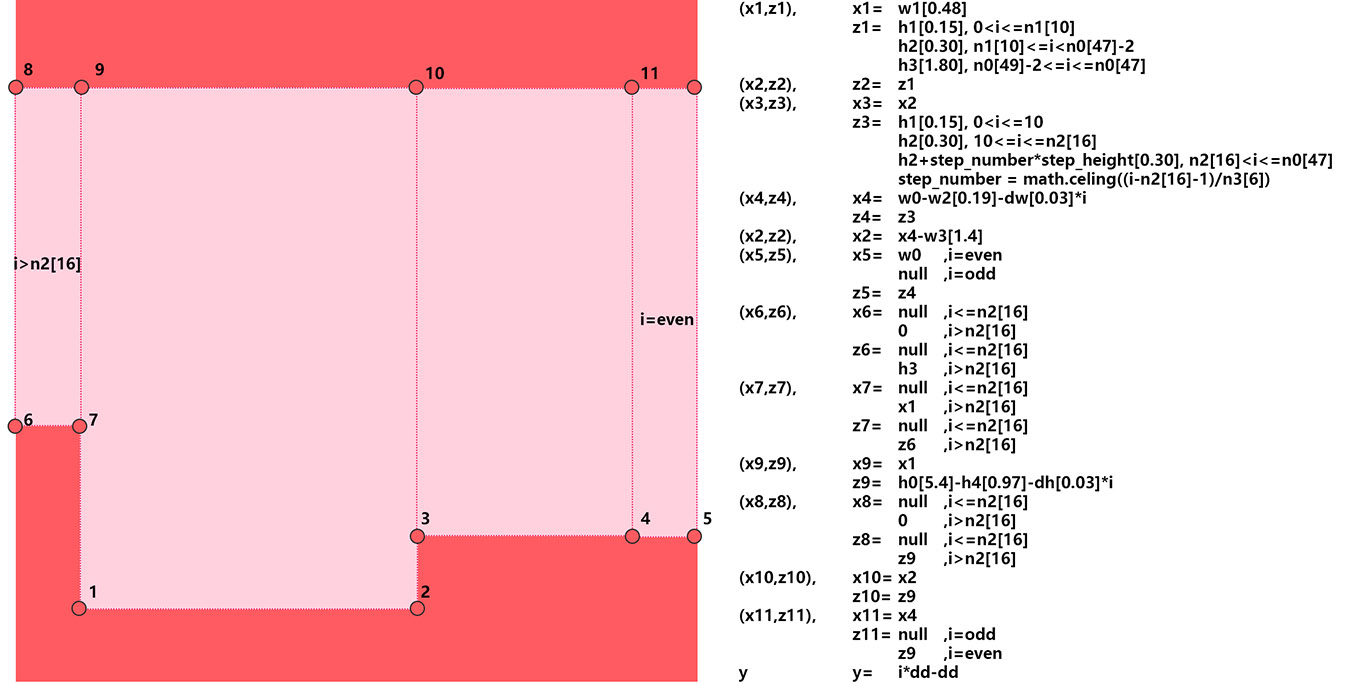 8
9
10
11
i>n2[16]
i=even
6
7
3
4
5
1
2
(x1,z1), x1= w1[0.48]
z1= h1[0.15], 0<i<=n1[10]
h2[0.30], n1[10]<=i<n0[47]-2
h3[1.80], n0[49]-2<=i<=n0[47]
(x2,z2), z2= z1
(x3,z3), x3= x2
z3= h1[0.15], 0<i<=10
h2[0.30], 10<=i<=n2[16]
h2+step_number*step_height[0.30], n2[16]<i<=n0[47]
step_number = math.celing((i-n2[16]-1)/n3[6])
(x4,z4), x4= w0-w2[0.19]-dw[0.03]*i
z4= z3
(x2,z2), x2= x4-w3[1.4]
(x5,z5), x5= w0 ,i=even
null ,i=odd
z5= z4
(x6,z6), x6= null ,i<=n2[16]
0 ,i>n2[16]
z6= null ,i<=n2[16]
h3 ,i>n2[16]
(x7,z7), x7= null ,i<=n2[16]
x1 ,i>n2[16]
z7= null ,i<=n2[16]
z6 ,i>n2[16]
(x9,z9), x9= x1
z9= h0[5.4]-h4[0.97]-dh[0.03]*i
(x8,z8), x8= null ,i<=n2[16]
0 ,i>n2[16]
z8= null ,i<=n2[16]
z9 ,i>n2[16]
(x10,z10), x10= x2
z10= z9
(x11,z11), x11= x4
z11= null ,i=odd
z9 ,i=even
y y= i*dd-dd